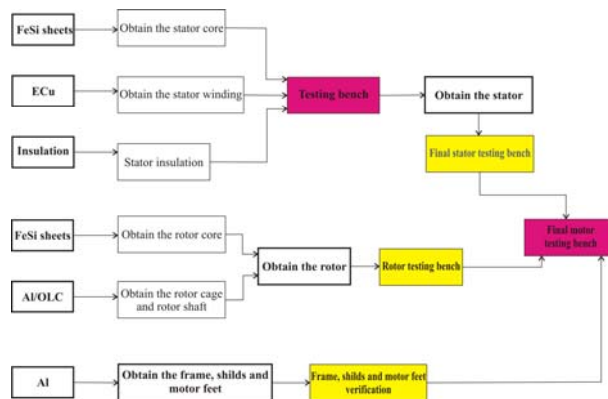 FeSi sheets
Obtain the stator core
ECu
Obtain the stator winding
Testing bench
Obtain the stator
Insulation
Stator insulation
Final stator testing bench
FeSi sheets
Obtain the rotor core
Final motor
testing bench
Obtain the rotor
Rotor testing bench
Al/OLC
Obtain the rotor cage
and rotor shaft
Al
Obtain the frame, shilds and
motor feet
Frame, shilds and motor feet
verification